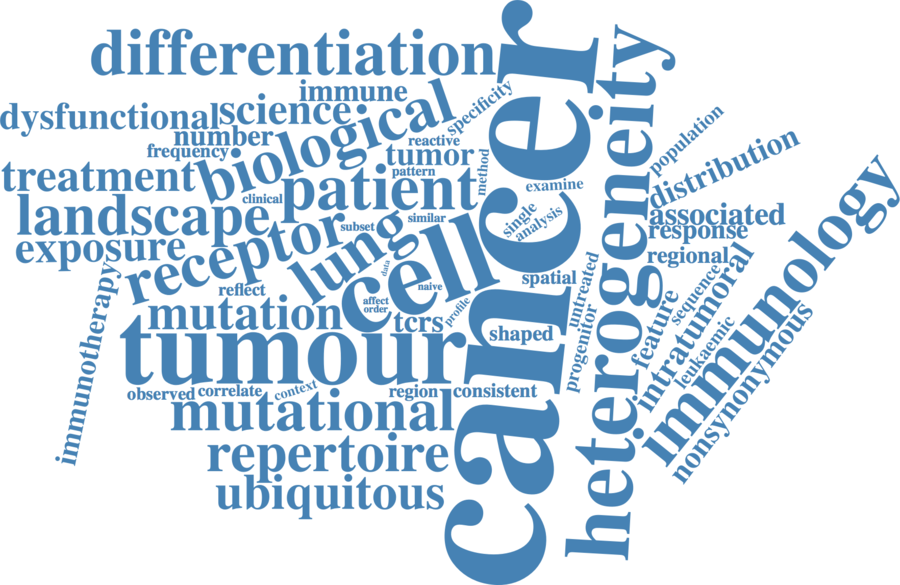 cancer
differentiation
heterogeneity
immune
science
dysfunctional
biological
specificity
number
reactive
frequency
tumor
pattern
method
population
treatment
patient
examine
distribution
clinical
landscape
receptor
subset
similar
single
analysis
associated
response
exposure
lung
cell
regional
immunology
data
naive
reflect
spatial
untreated
sequence
intratumoral
immunotherapy
mutation
affect
order
profile
tcrs
shaped
progenitor
feature
leukaemic
nonsynonymous
tumour
observed
correlate
context
region
consistent
mutational
repertoire
ubiquitous